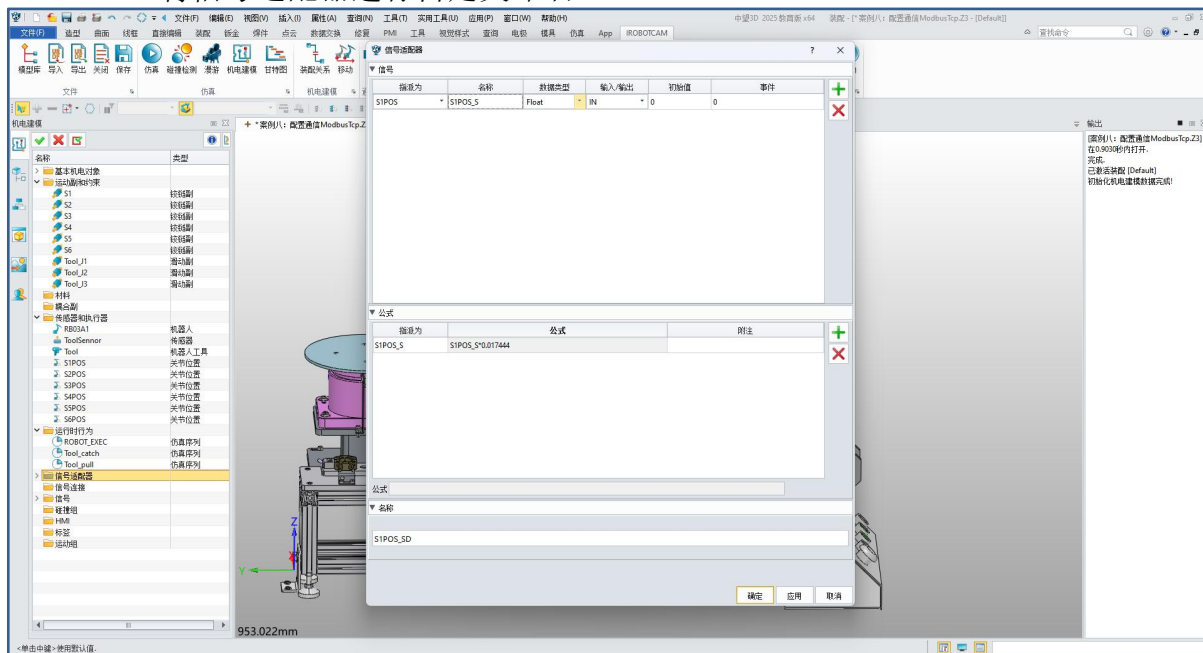 文件(F) 编辑(E) 视图(V) 插入(I) 属性(A) 查询(N) 工具(T) 实用工具(U) 应用(P) 窗口(W) 帮助(H)
中望3D 2025 教育版 x64 装配 - [* 案例八：配置通信ModbusTcp.Z3 - [Default]]
文件(F) 造型 曲面 线框 直接编辑 装配 钣金 焊件 点云 数据交换 修复 PMI 工具 视觉样式 查询 电极 模具 仿真 App IROBOTCAM
查找命令
模型库 导入 导出 关闭 保存 仿真 碰撞检测 漫游 机电建模 甘特图 装配关系 移动
文件 仿真 机电建模
机电建模
+ *案例八：配置通信ModbusTcp.Z
名称 类型
基本机电对象
运动副和约束
S1 铰链副
S2 铰链副
S3 铰链副
S4 铰链副
S5 铰链副
S6 铰链副
Tool_J1 滑动副
Tool_J2 滑动副
Tool_J3 滑动副
材料
耦合副
传感器和执行器
RB03A1 机器人
ToolSennor 传感器
Tool 机器人工具
S1POS 关节位置
S2POS 关节位置
S3POS 关节位置
S4POS 关节位置
S5POS 关节位置
S6POS 关节位置
运行时行为
ROBOT_EXEC 仿真序列
Tool_catch 仿真序列
Tool_pull 仿真序列
信号适配器
信号连接
信号
碰撞组
HMI
标签
运动组
信号适配器 ? ×
信号
指派为 名称 数据类型 输入/输出 初始值 事件
S1POS S1POS_S Float IN 0 0
公式
指派为 公式 附注
S1POS_S S1POS_S*0.017444
公式
名称
S1POS_SD
确定 应用 取消
Z
X
Y
953.022mm
输出
[案例八：配置通信ModbusTcp.Z3]
在0.9030秒内打开.
完成.
已激活装配 [Default]
初始化机电建模数据完成!
<单击中键>使用默认值.